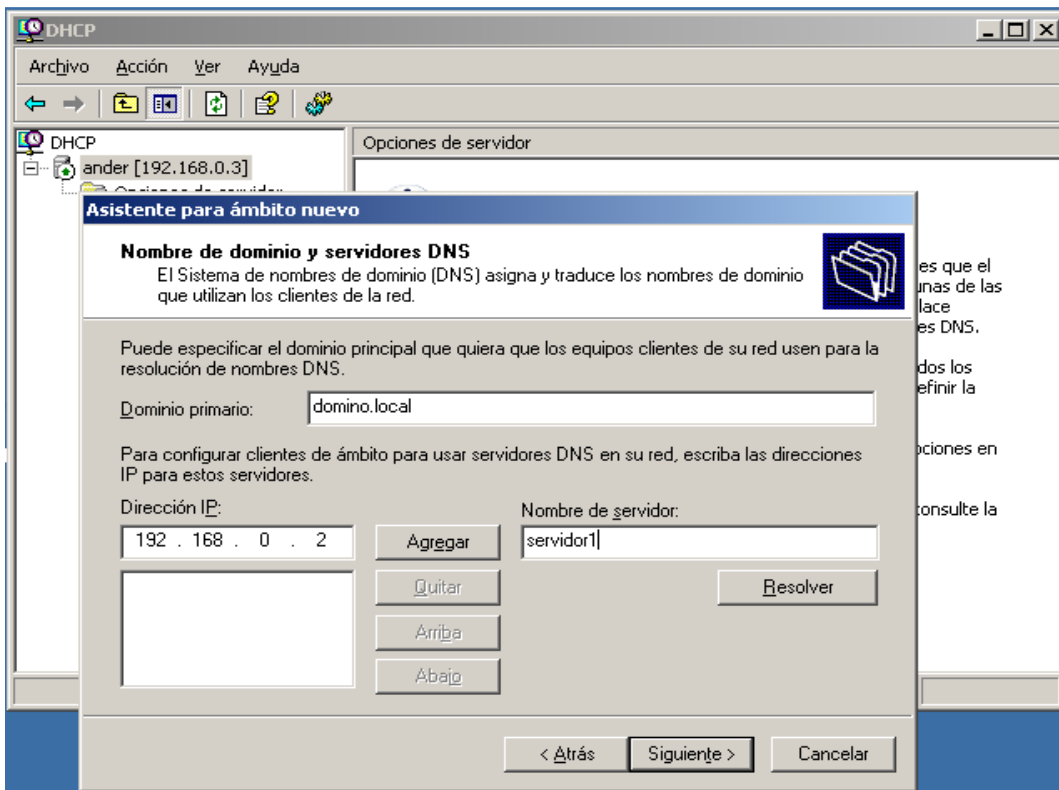 DHCP
Archivo Acción Ver Ayuda
DHCP
Opciones de servidor
ander [192.168.0.3]
Opciones de servidor
Asistente para ámbito nuevo
Nombre de dominio y servidores DNS
El Sistema de nombres de dominio (DNS) asigna y traduce los nombres de dominio
que utilizan los clientes de la red.
es que el
unas de las
lace
es DNS.
Puede especificar el dominio principal que quiera que los equipos clientes de su red usen para la
resolución de nombres DNS.
dos los
efinir la
Dominio primario: domino.local
Para configurar clientes de ámbito para usar servidores DNS en su red, escriba las direcciones
IP para estos servidores.
pciones en
Dirección IP:
Nombre de servidor:
consulte la
192 . 168 . 0 . 2
Agregar
servidor1
Quitar
Resolver
Arriba
Abajo
< Atrás
Siguiente >
Cancelar